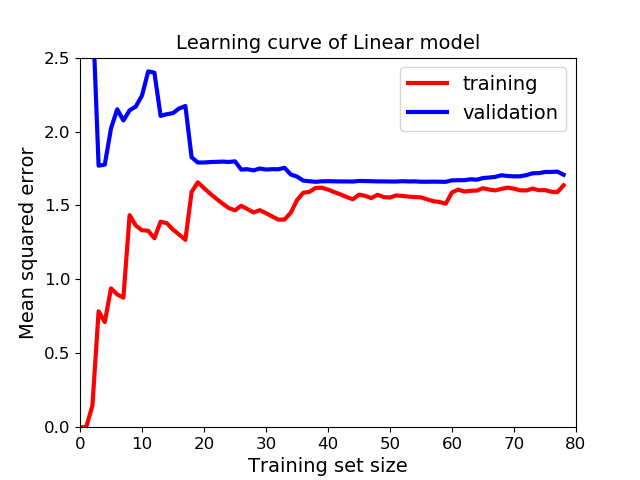 Learning curve of Linear model
training
validation
2.5
2.0
1.5
1.0
0.5
0.0
Mean squared error
0 10 20 30 40 50 60 70 80
Training set size